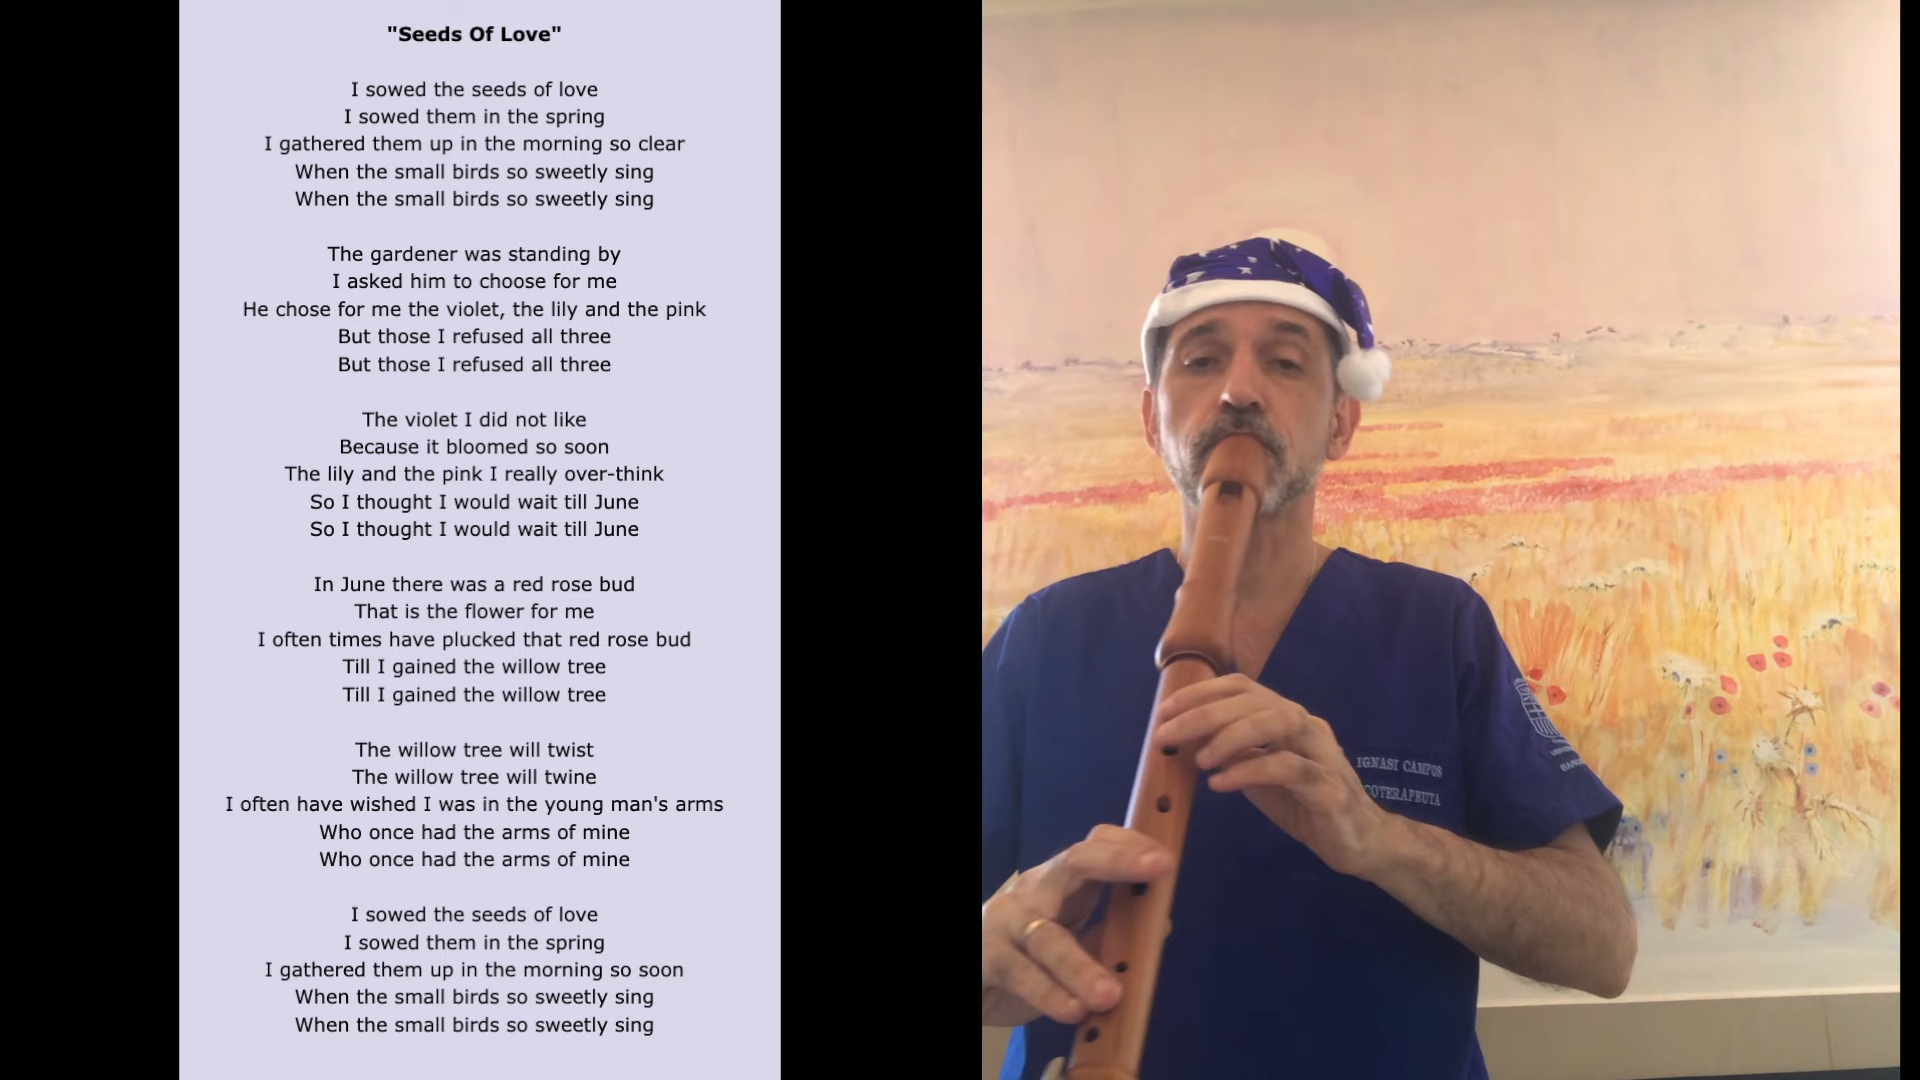 "Seeds Of Love"
I sowed the seeds of love
I sowed them in the spring
I gathered them up in the morning so clear
When the small birds so sweetly sing
When the small birds so sweetly sing
The gardener was standing by
I asked him to choose for me
He chose for me the violet, the lily and the pink
But those I refused all three
But those I refused all three
The violet I did not like
Because it bloomed so soon
The lily and the pink I really over-think
So I thought I would wait till June
So I thought I would wait till June
In June there was a red rose bud
That is the flower for me
I often times have plucked that red rose bud
Till I gained the willow tree
Till I gained the willow tree
The willow tree will twist
The willow tree will twine
I often have wished I was in the young man's arms
Who once had the arms of mine
Who once had the arms of mine
I sowed the seeds of love
I sowed them in the spring
I gathered them up in the morning so soon
When the small birds so sweetly sing
When the small birds so sweetly sing
IGNASI CAMPOS
COTERAPEUTA